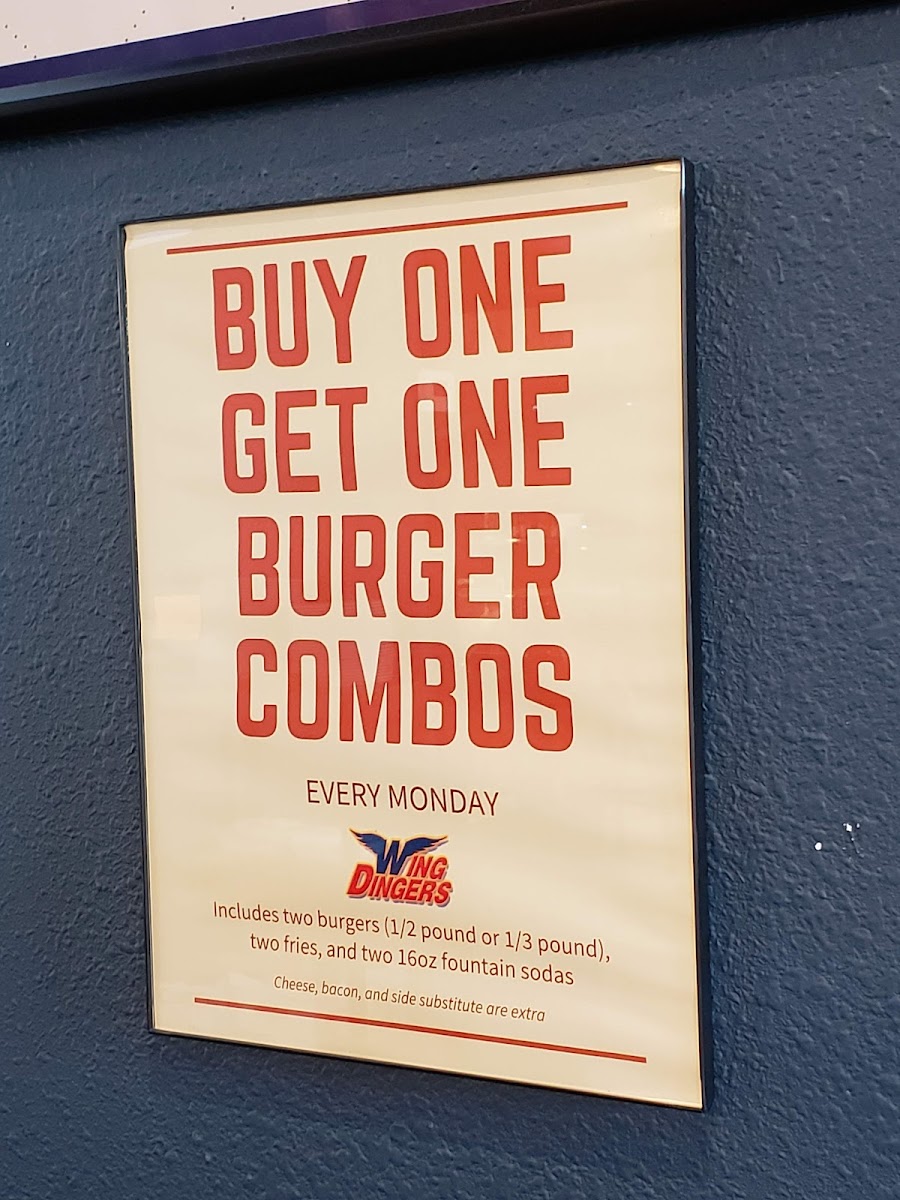 BUY ONE
GET ONE
BURGER
COMBOS
EVERY MONDAY
WING
DINGERS
Includes two burgers (1/2 pound or 1/3 pound),
two fries, and two 16oz fountain sodas
Cheese, bacon, and side substitute are extra